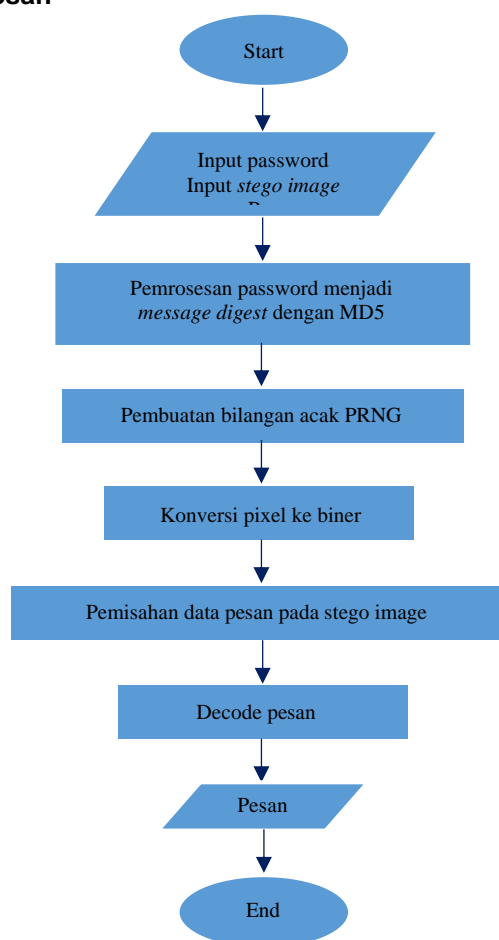 Start
Input password
Input stego image
Pemrosesan password menjadi
message digest dengan MD5
Pembuatan bilangan acak PRNG
Konversi pixel ke biner
Pemisahan data pesan pada stego image
Decode pesan
Pesan
End